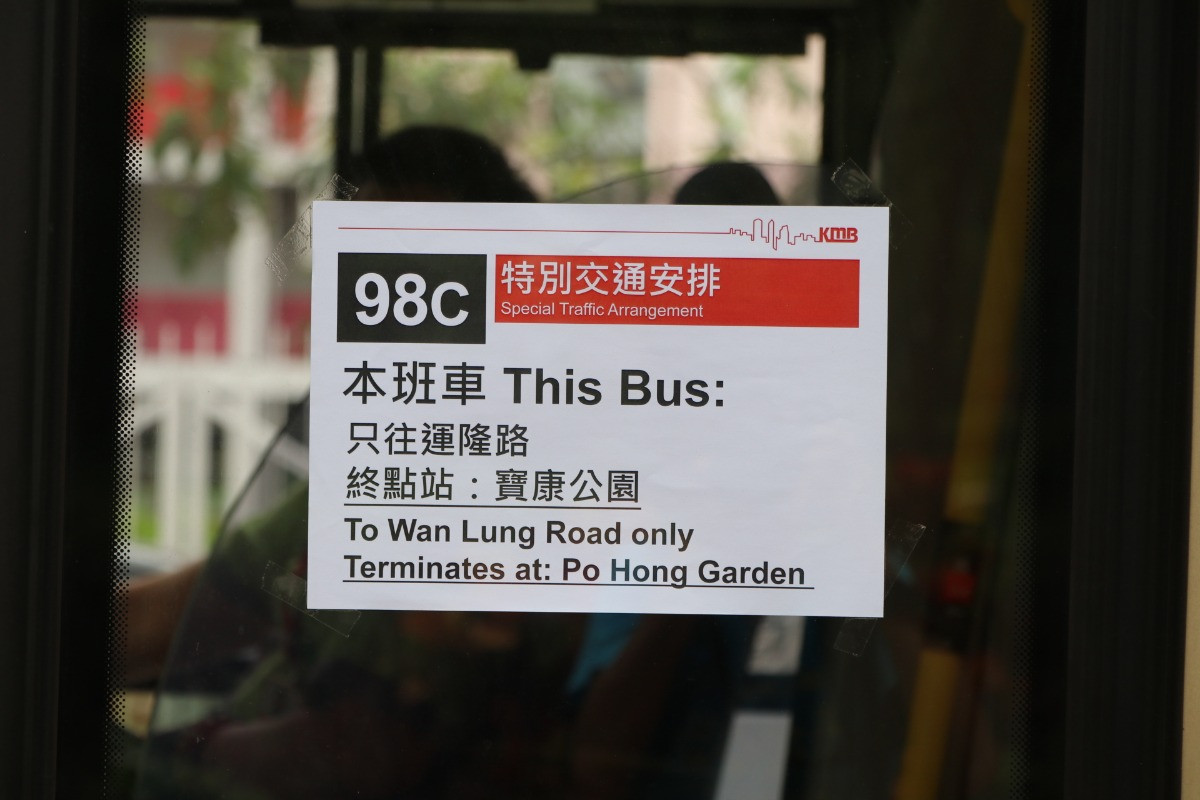 KMB
98C
特別交通安排
Special Traffic Arrangement
本班車 This Bus:
只往運隆路
終點站：寶康公園
To Wan Lung Road only
Terminates at: Po Hong Garden